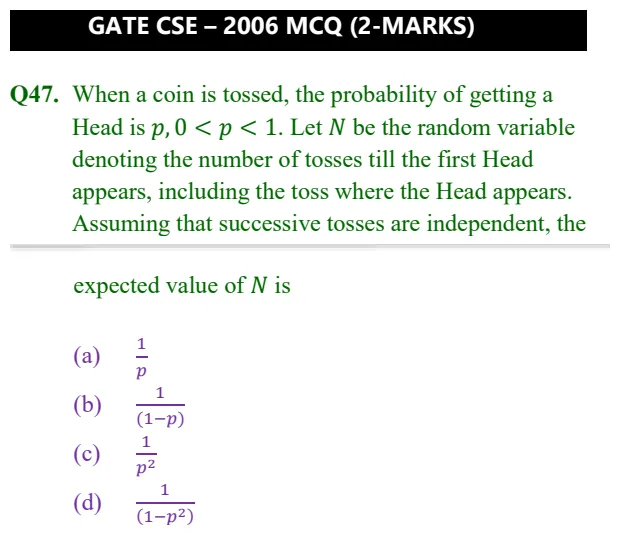 GATE CSE – 2006 MCQ (2-MARKS)
Q47. When a coin is tossed, the probability of getting a
Head is p, 0 < p < 1. Let N be the random variable
denoting the number of tosses till the first Head
appears, including the toss where the Head appears.
Assuming that successive tosses are independent, the
expected value of N is
(a) 1/p
(b) 1/(1−p)
(c) 1/p²
(d) 1/(1−p²)